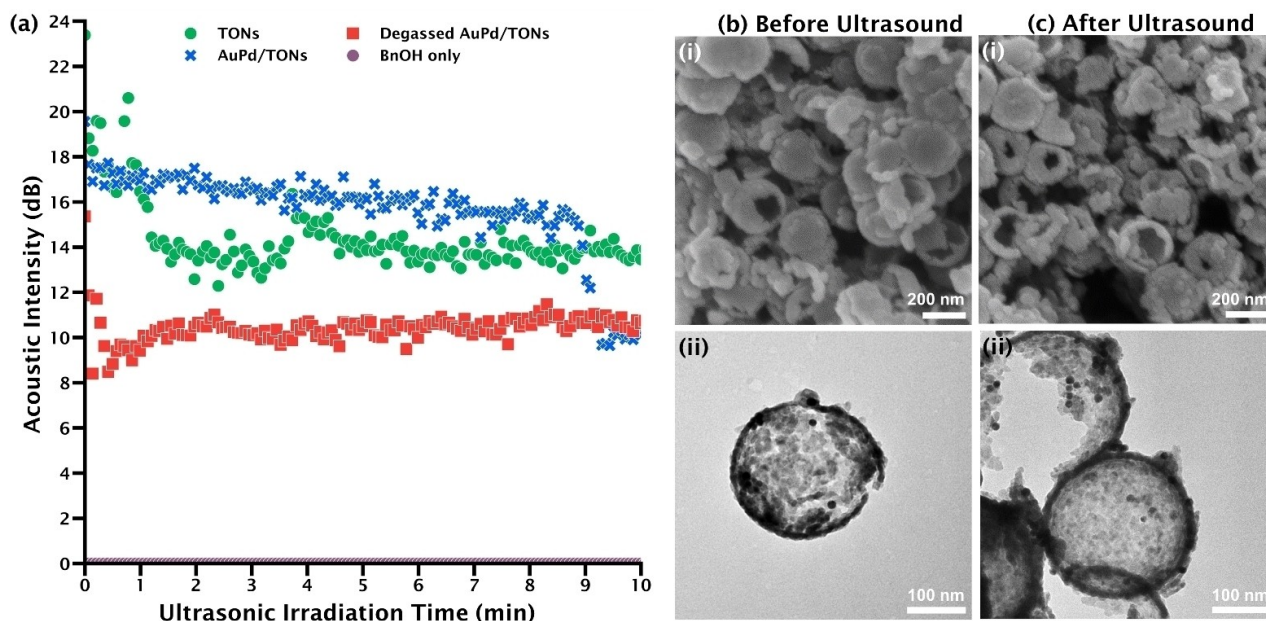 (a)
TONs
AuPd/TONs
Degassed AuPd/TONs
BnOH only
Acoustic Intensity (dB)
24
22
20
18
16
14
12
10
8
6
4
2
0
0 1 2 3 4 5 6 7 8 9 10
Ultrasonic Irradiation Time (min)
(b) Before Ultrasound
(i)
200 nm
(ii)
100 nm
(c) After Ultrasound
(i)
200 nm
(ii)
100 nm